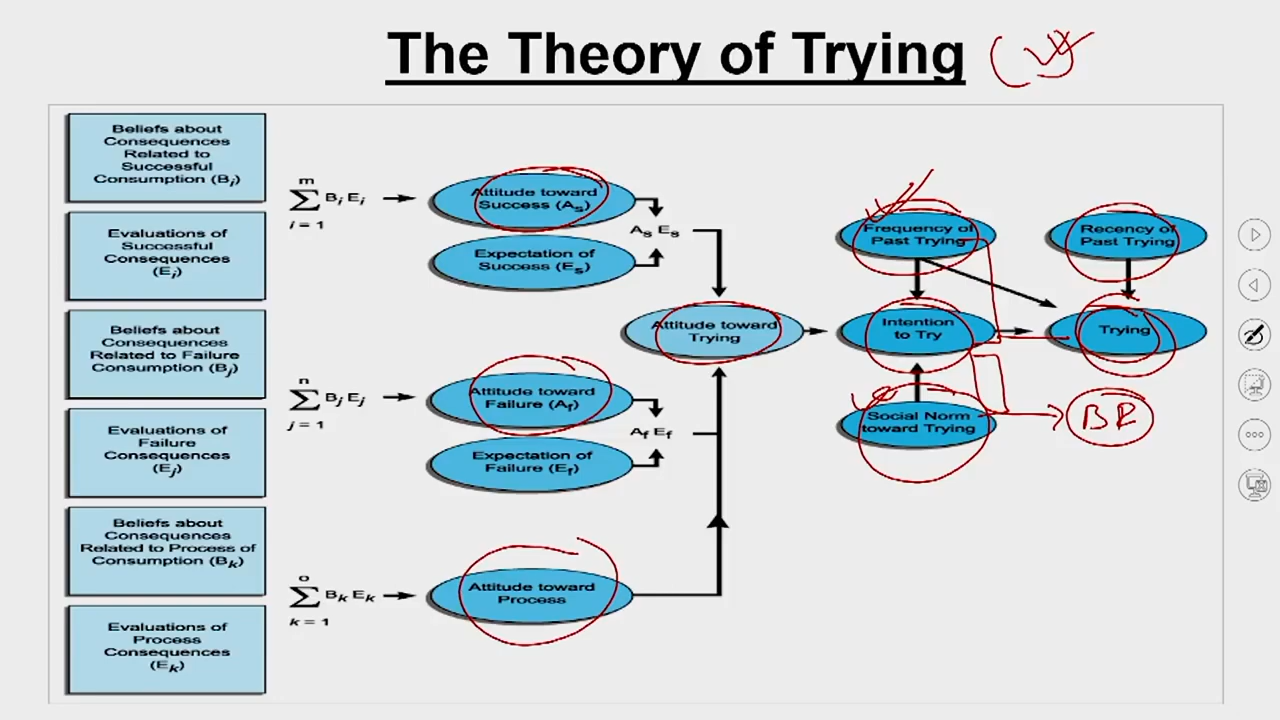 The Theory of Trying
Beliefs about
Consequences
Related to
Successful
Consumption (Bi)
Evaluations of
Successful
Consequences
(Ei)
Beliefs about
Consequences
Related to Failure
Consumption (Bj)
Evaluations of
Failure
Consequences
(Ej)
Beliefs about
Consequences
Related to Process of
Consumption (Bk)
Evaluations of
Process
Consequences
(Ek)
m
∑ Bi Ei
i = 1
n
∑ Bj Ej
j = 1
o
∑ Bk Ek
k = 1
Attitude toward
Success (As)
Expectation of
Success (Es)
As Es
Attitude toward
Failure (Af)
Expectation of
Failure (Ef)
Af Ef
Attitude toward
Process
Attitude toward
Trying
Frequency of
Past Trying
Recency of
Past Trying
Intention
to Try
Trying
Social Norm
toward Trying